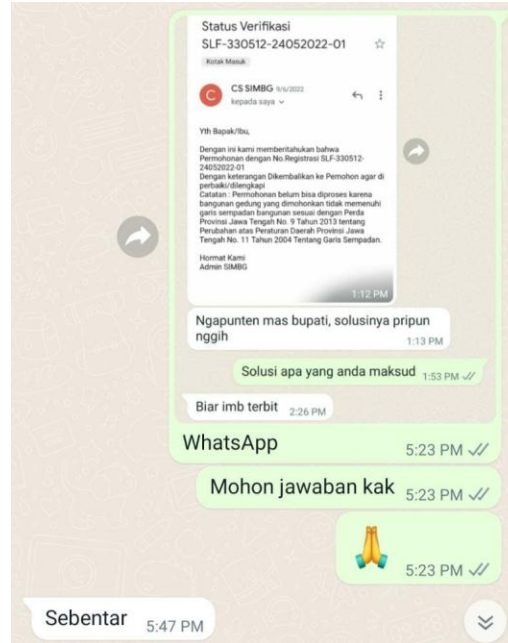 Status Verifikasi
SLF-330512-24052022-01
Kotak Masuk
C
CS SIMBG 9/6/2022
kepada saya
Yth Bapak/Ibu,
Dengan ini kami memberitahukan bahwa
Permohonan dengan No.Registrasi SLF-330512-
24052022-01
Dengan keterangan Dikembalikan ke Pemohon agar di
perbaiki/dilengkapi
Catatan : Permohonan belum bisa diproses karena
bangunan gedung yang dimohonkan tidak memenuhi
garis sempadan bangunan sesuai dengan Perda
Provinsi Jawa Tengah No. 9 Tahun 2013 tentang
Perubahan atas Peraturan Daerah Provinsi Jawa
Tengah No. 11 Tahun 2004 Tentang Garis Sempadan.
Hormat Kami
Admin SIMBG
1:12 PM
Ngapunten mas bupati, solusinya pripun
nggih
1:13 PM
Solusi apa yang anda maksud 1:53 PM
Biar imb terbit 2:26 PM
WhatsApp 5:23 PM
Mohon jawaban kak 5:23 PM
🙏
5:23 PM
Sebentar 5:47 PM